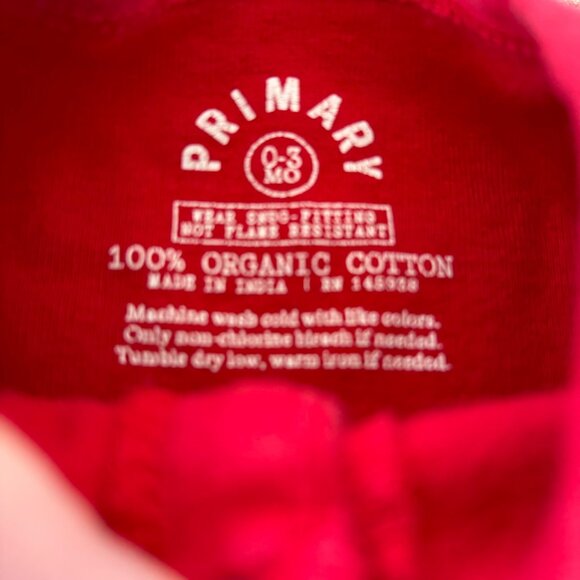 PRIMARY
0-3
MO
WEAR SNUG-FITTING
NOT FLAME RESISTANT
100% ORGANIC COTTON
MADE IN INDIA | RN
Machine wash cold with like colors.
Only non-chlorine bleach if needed.
Tumble dry low, warm iron if needed.